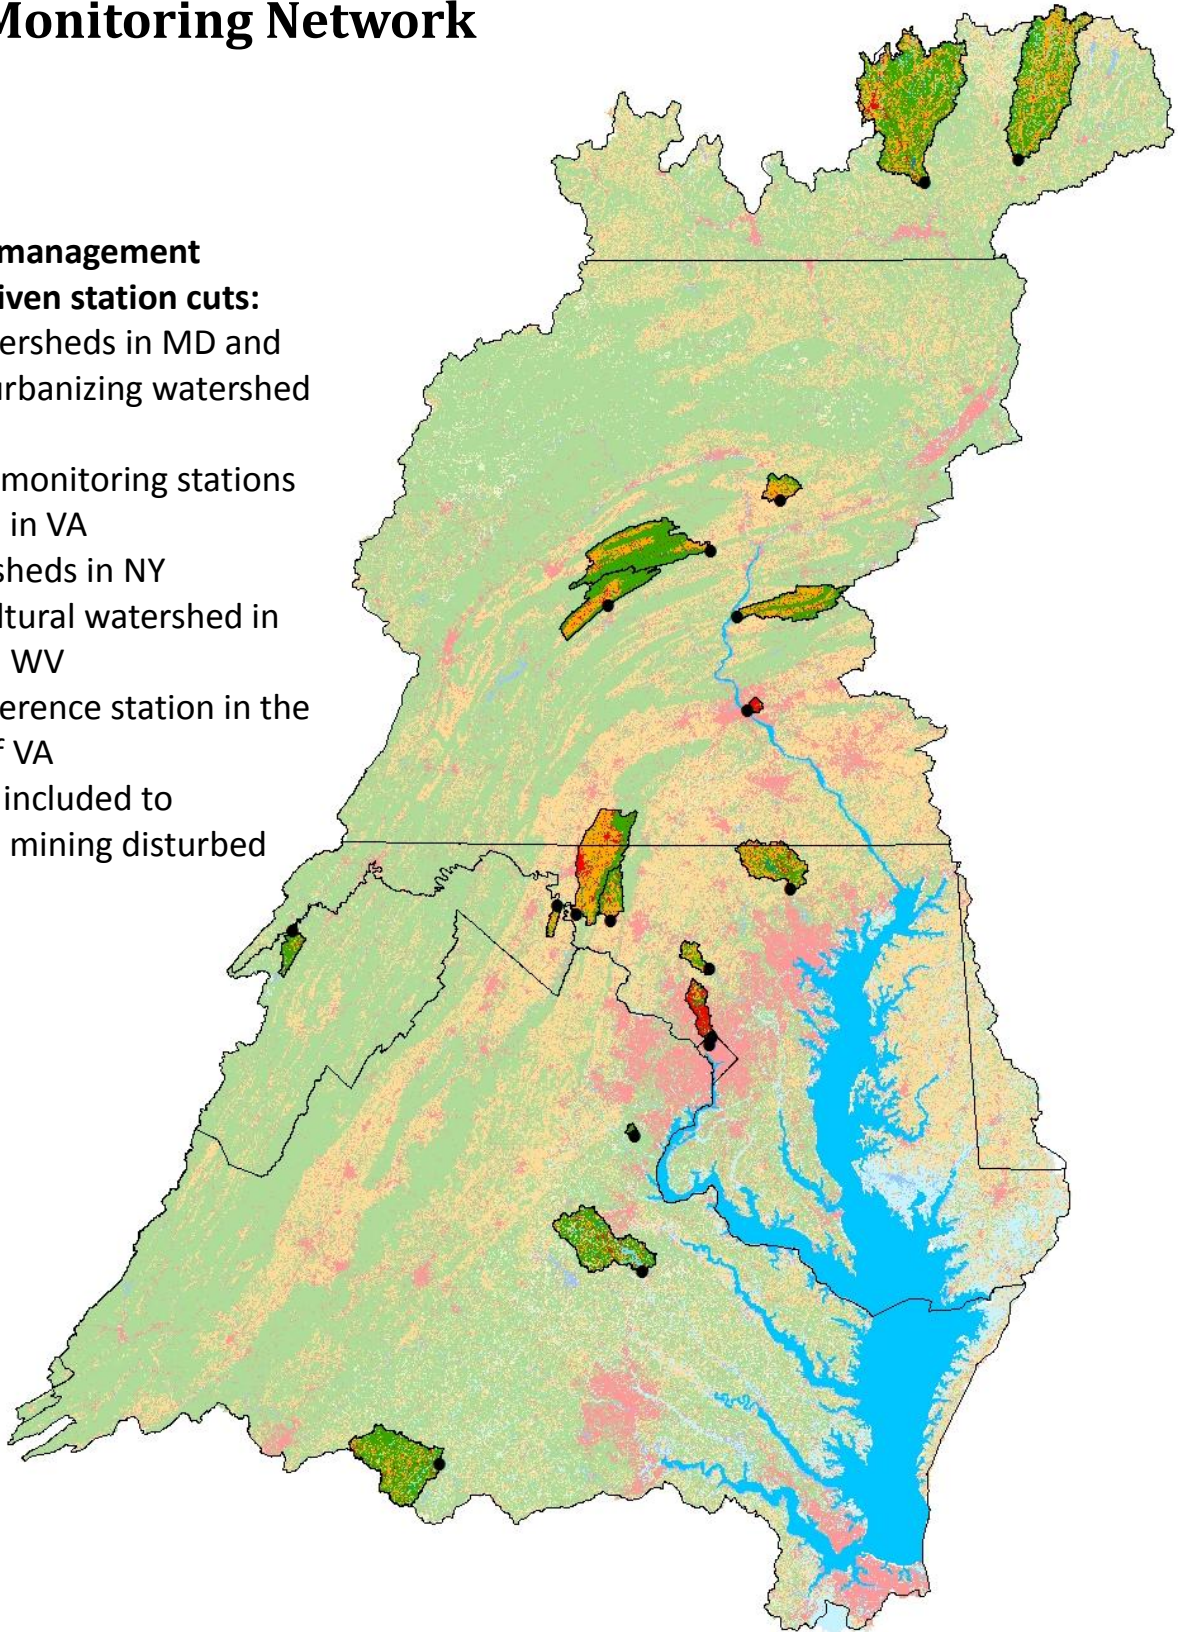 Monitoring Network
management
iven station cuts:
ersheds in MD and
urbanizing watershed
monitoring stations
in VA
sheds in NY
ltural watershed in
WV
erence station in the
f VA
included to
mining disturbed